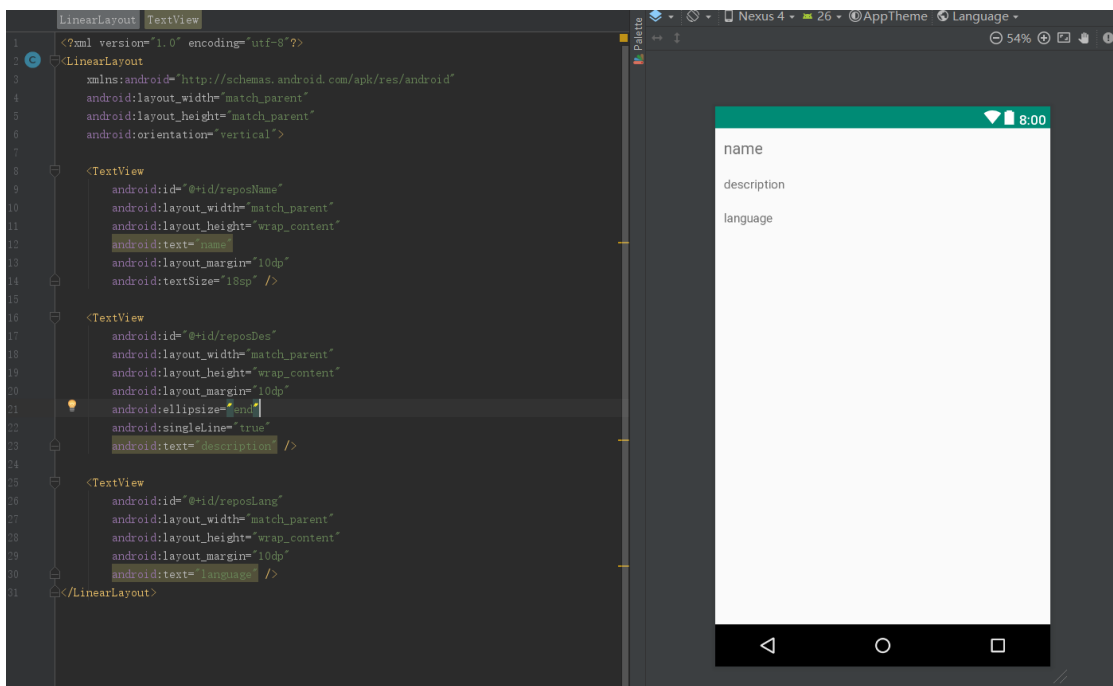 LinearLayout TextView
1 <?xml version="1.0" encoding="utf-8"?>
2 C <LinearLayout
3 xmlns:android="http://schemas.android.com/apk/res/android"
4 android:layout_width="match_parent"
5 android:layout_height="match_parent"
6 android:orientation="vertical">
7
8 <TextView
9 android:id="@+id/reposName"
10 android:layout_width="match_parent"
11 android:layout_height="wrap_content"
12 android:text="name"
13 android:layout_margin="10dp"
14 android:textSize="18sp" />
15
16 <TextView
17 android:id="@+id/reposDes"
18 android:layout_width="match_parent"
19 android:layout_height="wrap_content"
20 android:layout_margin="10dp"
21 android:ellipsize="end"
22 android:singleLine="true"
23 android:text="description" />
24
25 <TextView
26 android:id="@+id/reposLang"
27 android:layout_width="match_parent"
28 android:layout_height="wrap_content"
29 android:layout_margin="10dp"
30 android:text="language" />
31 </LinearLayout>
Palette
Nexus 4 26 AppTheme Language
54%
8:00
name
description
language